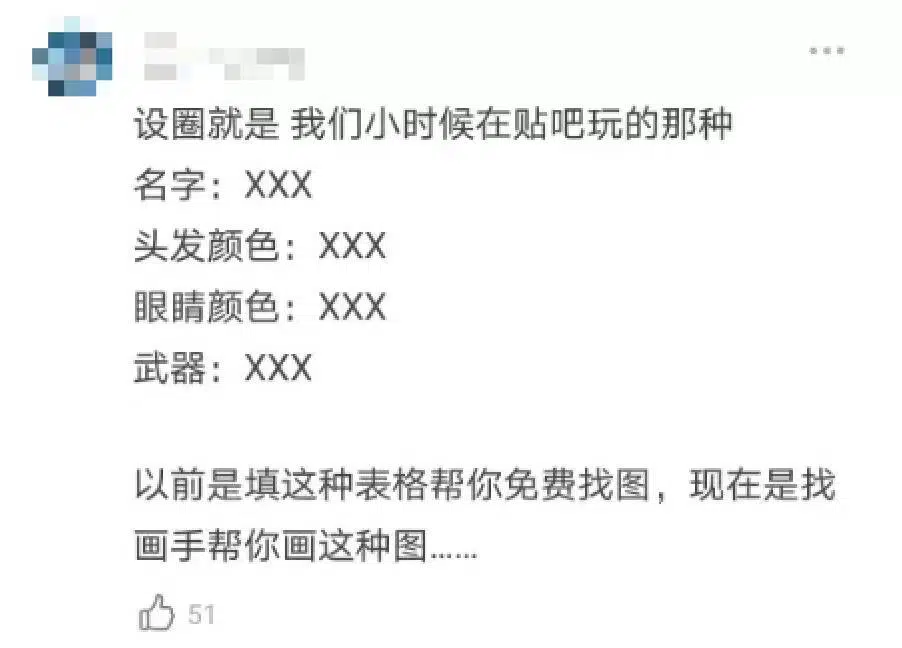 设圈就是 我们小时候在贴吧玩的那种
名字：XXX
头发颜色：XXX
眼睛颜色：XXX
武器：XXX
以前是填这种表格帮你免费找图，现在是找
画手帮你画这种图……
51